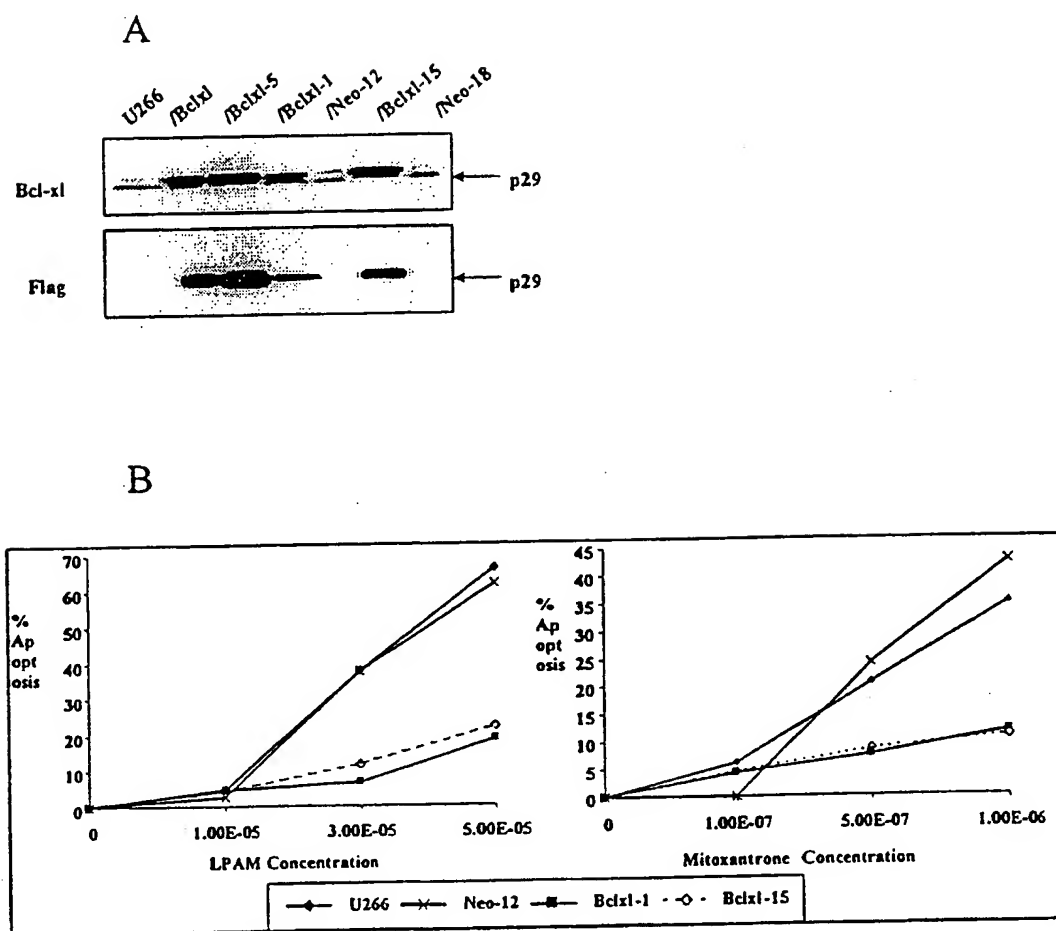 A
U266 /Bclxl /Bclxl-5 /Bclxl-1 /Neo-12 /Bclxl-15 /Neo-18
Bcl-xl
p29
Flag
p29
B
% Ap opt osis
70
60
50
40
30
20
10
0
0 1.00E-05 3.00E-05 5.00E-05
LPAM Concentration
% Ap opt osis
45
40
35
30
25
20
15
10
5
0
0 1.00E-07 5.00E-07 1.00E-06
Mitoxantrone Concentration
U266 Neo-12 Bclxl-1 Bclxl-15